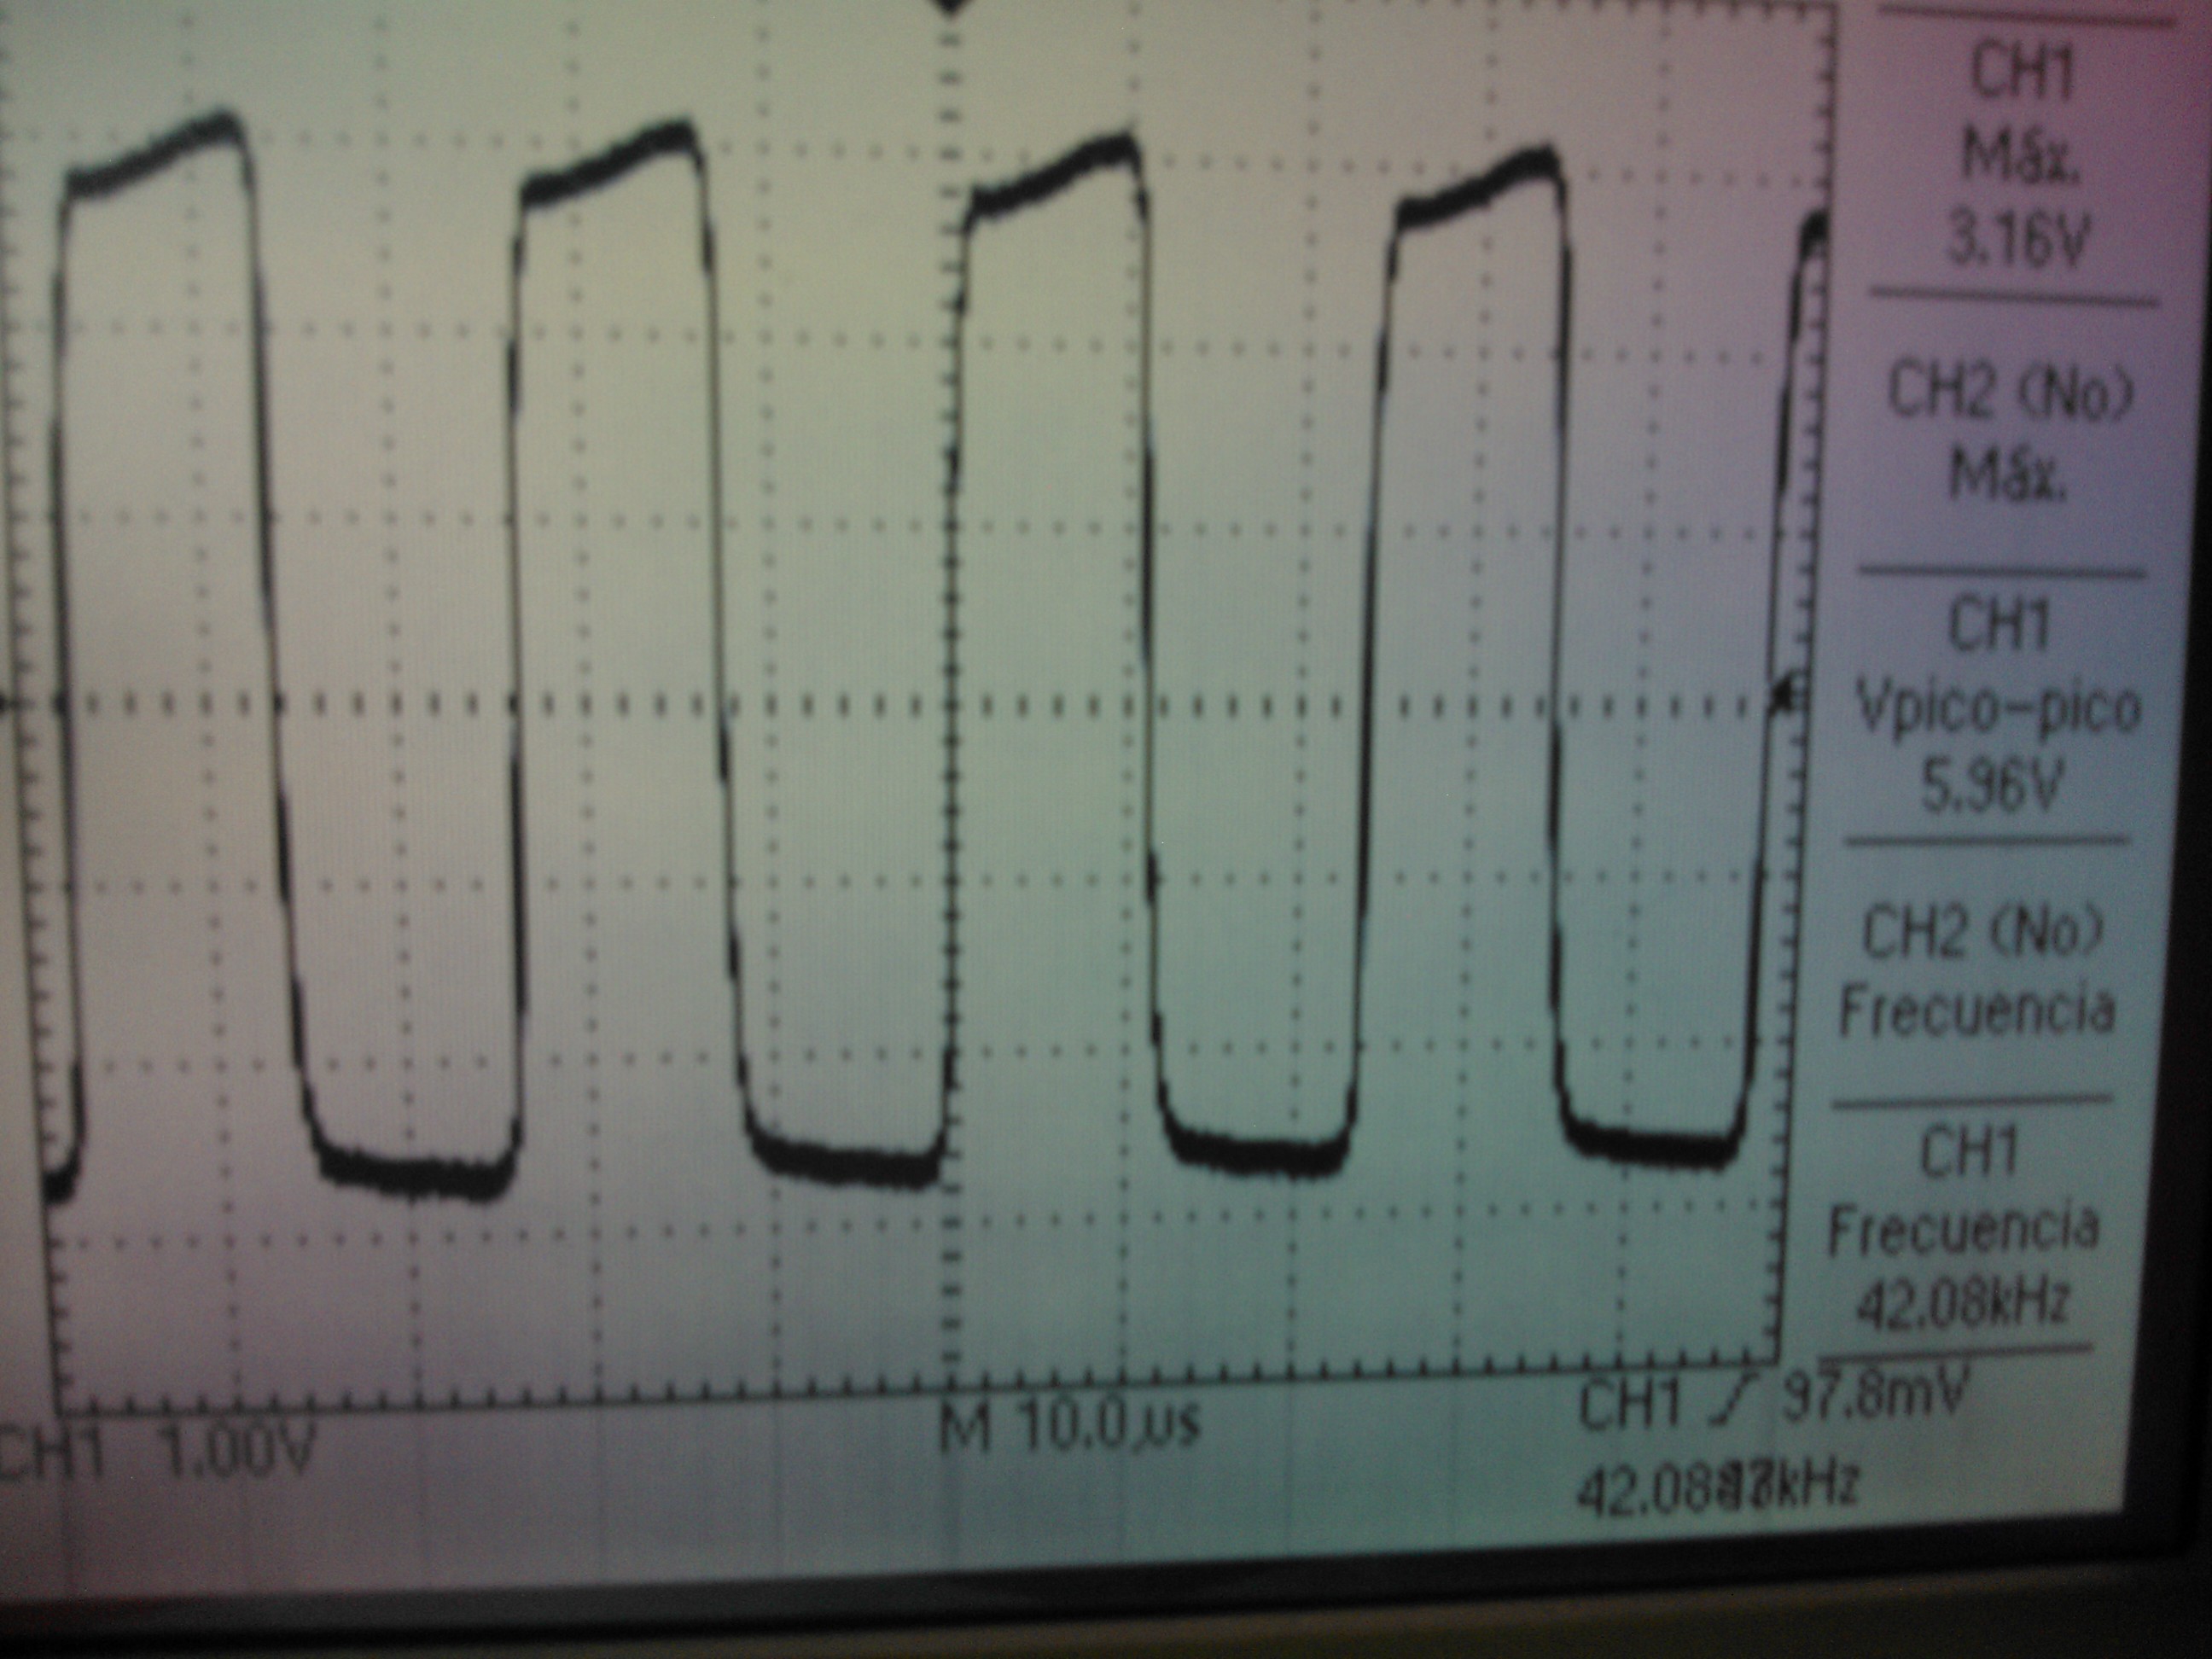 CH1
Máx.
3.16V
CH2 (No)
Máx.
CH1
Vpico-pico
5.96V
CH2 (No)
Frecuencia
CH1
Frecuencia
42.08kHz
CH1 1.00V
M 10.0µs
CH1 97.8mV